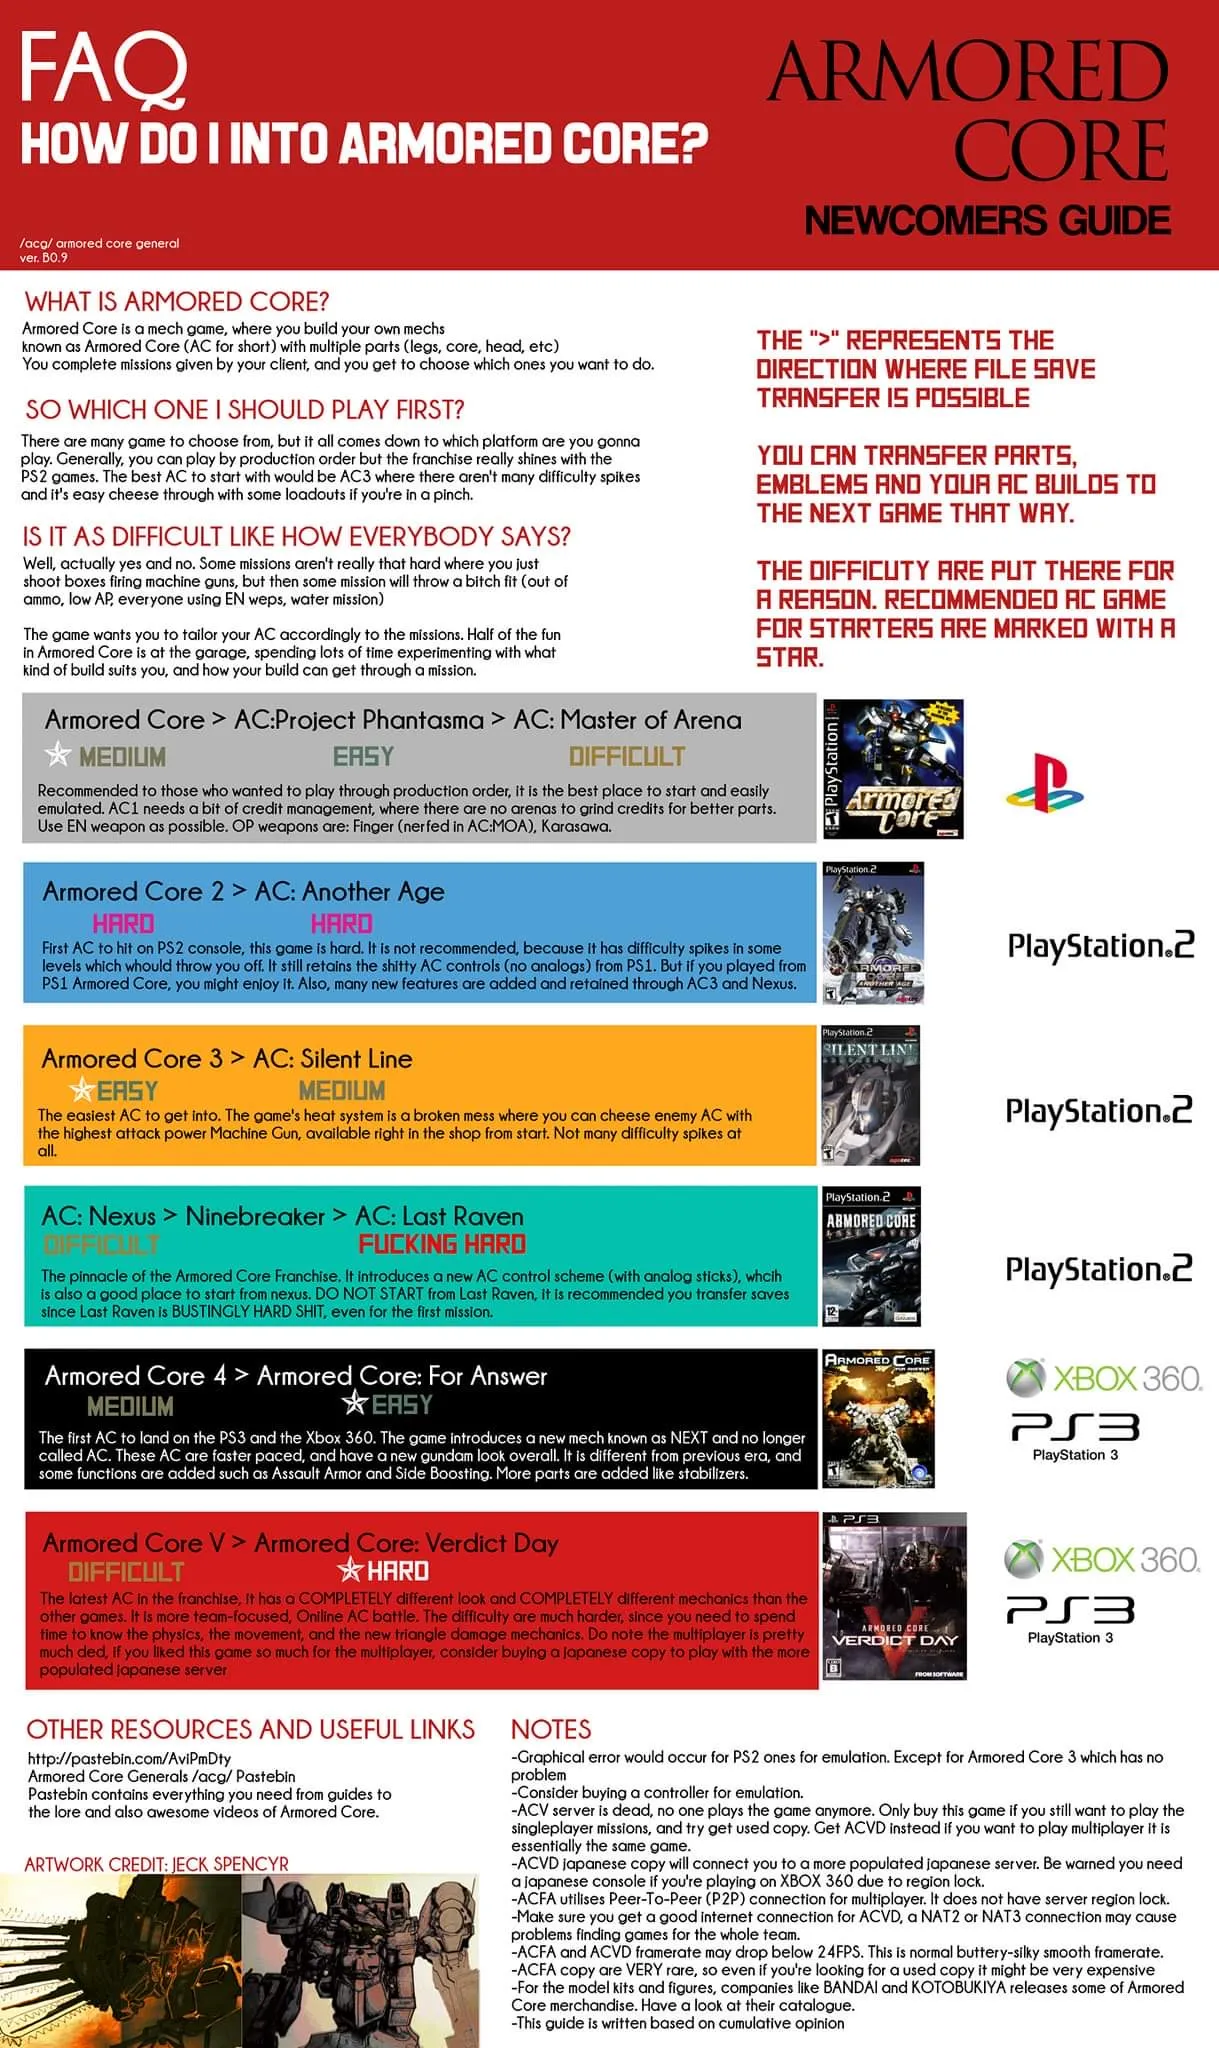 FAQ
HOW DO I INTO ARMORED CORE?
/acg/ armored core general
ver. B0.9
ARMORED
CORE
NEWCOMERS GUIDE
WHAT IS ARMORED CORE?
Armored Core is a mech game, where you build your own mechs
known as Armored Core (AC for short) with multiple parts (legs, core, head, etc)
You complete missions given by your client, and you get to choose which ones you want to do.
SO WHICH ONE I SHOULD PLAY FIRST?
There are many game to choose from, but it all comes down to which platform are you gonna
play. Generally, you can play by production order but the franchise really shines with the
PS2 games. The best AC to start with would be AC3 where there aren't many difficulty spikes
and it's easy cheese through with some loadouts if you're in a pinch.
IS IT AS DIFFICULT LIKE HOW EVERYBODY SAYS?
Well, actually yes and no. Some missions aren't really that hard where you just
shoot boxes firing machine guns, but then some mission will throw a bitch fit (out of
ammo, low AP, everyone using EN weps, water mission)
The game wants you to tailor your AC accordingly to the missions. Half of the fun
in Armored Core is at the garage, spending lots of time experimenting with what
kind of build suits you, and how your build can get through a mission.
THE ">" REPRESENTS THE
DIRECTION WHERE FILE SAVE
TRANSFER IS POSSIBLE
YOU CAN TRANSFER PARTS,
EMBLEMS AND YOUR AC BUILDS TO
THE NEXT GAME THAT WAY.
THE DIFFICUTY ARE PUT THERE FOR
A REASON. RECOMMENDED AC GAME
FOR STARTERS ARE MARKED WITH A
STAR.
Armored Core > AC:Project Phantasma > AC: Master of Arena
MEDIUM EASY DIFFICULT
Recommended to those who wanted to play through production order, it is the best place to start and easily
emulated. AC1 needs a bit of credit management, where there are no arenas to grind credits for better parts.
Use EN weapon as possible. OP weapons are: Finger (nerfed in AC:MOA), Karasawa.
PlayStation
Armored
Core
Armored Core 2 > AC: Another Age
HARD HARD
First AC to hit on PS2 console, this game is hard. It is not recommended, because it has difficulty spikes in some
levels which whould throw you off. It still retains the shitty AC controls (no analogs) from PS1. But if you played from
PS1 Armored Core, you might enjoy it. Also, many new features are added and retained through AC3 and Nexus.
PlayStation.2
ARMORED
CORE
ANOTHER AGE
PlayStation.2
Armored Core 3 > AC: Silent Line
EASY MEDIUM
The easiest AC to get into. The game's heat system is a broken mess where you can cheese enemy AC with
the highest attack power Machine Gun, available right in the shop from start. Not many difficulty spikes at
all.
PlayStation.2
SILENT LINE
PlayStation.2
AC: Nexus > Ninebreaker > AC: Last Raven
DIFFICULT FUCKING HARD
The pinnacle of the Armored Core Franchise. It introduces a new AC control scheme (with analog sticks), whcih
is also a good place to start from nexus. DO NOT START from Last Raven, it is recommended you transfer saves
since Last Raven is BUSTINGLY HARD SHIT, even for the first mission.
PlayStation.2
ARMORED CORE
LAST RAVEN
12+
PlayStation.2
Armored Core 4 > Armored Core: For Answer
MEDIUM EASY
The first AC to land on the PS3 and the Xbox 360. The game introduces a new mech known as NEXT and no longer
called AC. These AC are faster paced, and have a new gundam look overall. It is different from previous era, and
some functions are added such as Assault Armor and Side Boosting. More parts are added like stabilizers.
ARMORED CORE
FOR ANSWER
XBOX 360
PS3
PlayStation 3
Armored Core V > Armored Core: Verdict Day
DIFFICULT HARD
The latest AC in the franchise, it has a COMPLETELY different look and COMPLETELY different mechanics than the
other games. It is more team-focused, Online AC battle. The difficulty are much harder, since you need to spend
time to know the physics, the movement, and the new triangle damage mechanics. Do note the multiplayer is pretty
much ded, if you liked this game so much for the multiplayer, consider buying a japanese copy to play with the more
populated japanese server
PS3
ARMORED CORE
V
VERDICT DAY
B
FROM SOFTWARE
XBOX 360
PS3
PlayStation 3
OTHER RESOURCES AND USEFUL LINKS
http://pastebin.com/AviPmDty
Armored Core Generals /acg/ Pastebin
Pastebin contains everything you need from guides to
the lore and also awesome videos of Armored Core.
ARTWORK CREDIT: JECK SPENCYR
NOTES
-Graphical error would occur for PS2 ones for emulation. Except for Armored Core 3 which has no
problem
-Consider buying a controller for emulation.
-ACV server is dead, no one plays the game anymore. Only buy this game if you still want to play the
singleplayer missions, and try get used copy. Get ACVD instead if you want to play multiplayer it is
essentially the same game.
-ACVD japanese copy will connect you to a more populated japanese server. Be warned you need
a japanese console if you're playing on XBOX 360 due to region lock.
-ACFA utilises Peer-To-Peer (P2P) connection for multiplayer. It does not have server region lock.
-Make sure you get a good internet connection for ACVD, a NAT2 or NAT3 connection may cause
problems finding games for the whole team.
-ACFA and ACVD framerate may drop below 24FPS. This is normal buttery-silky smooth framerate.
-ACFA copy are VERY rare, so even if you're looking for a used copy it might be very expensive
-For the model kits and figures, companies like BANDAI and KOTOBUKIYA releases some of Armored
Core merchandise. Have a look at their catalogue.
-This guide is written based on cumulative opinion